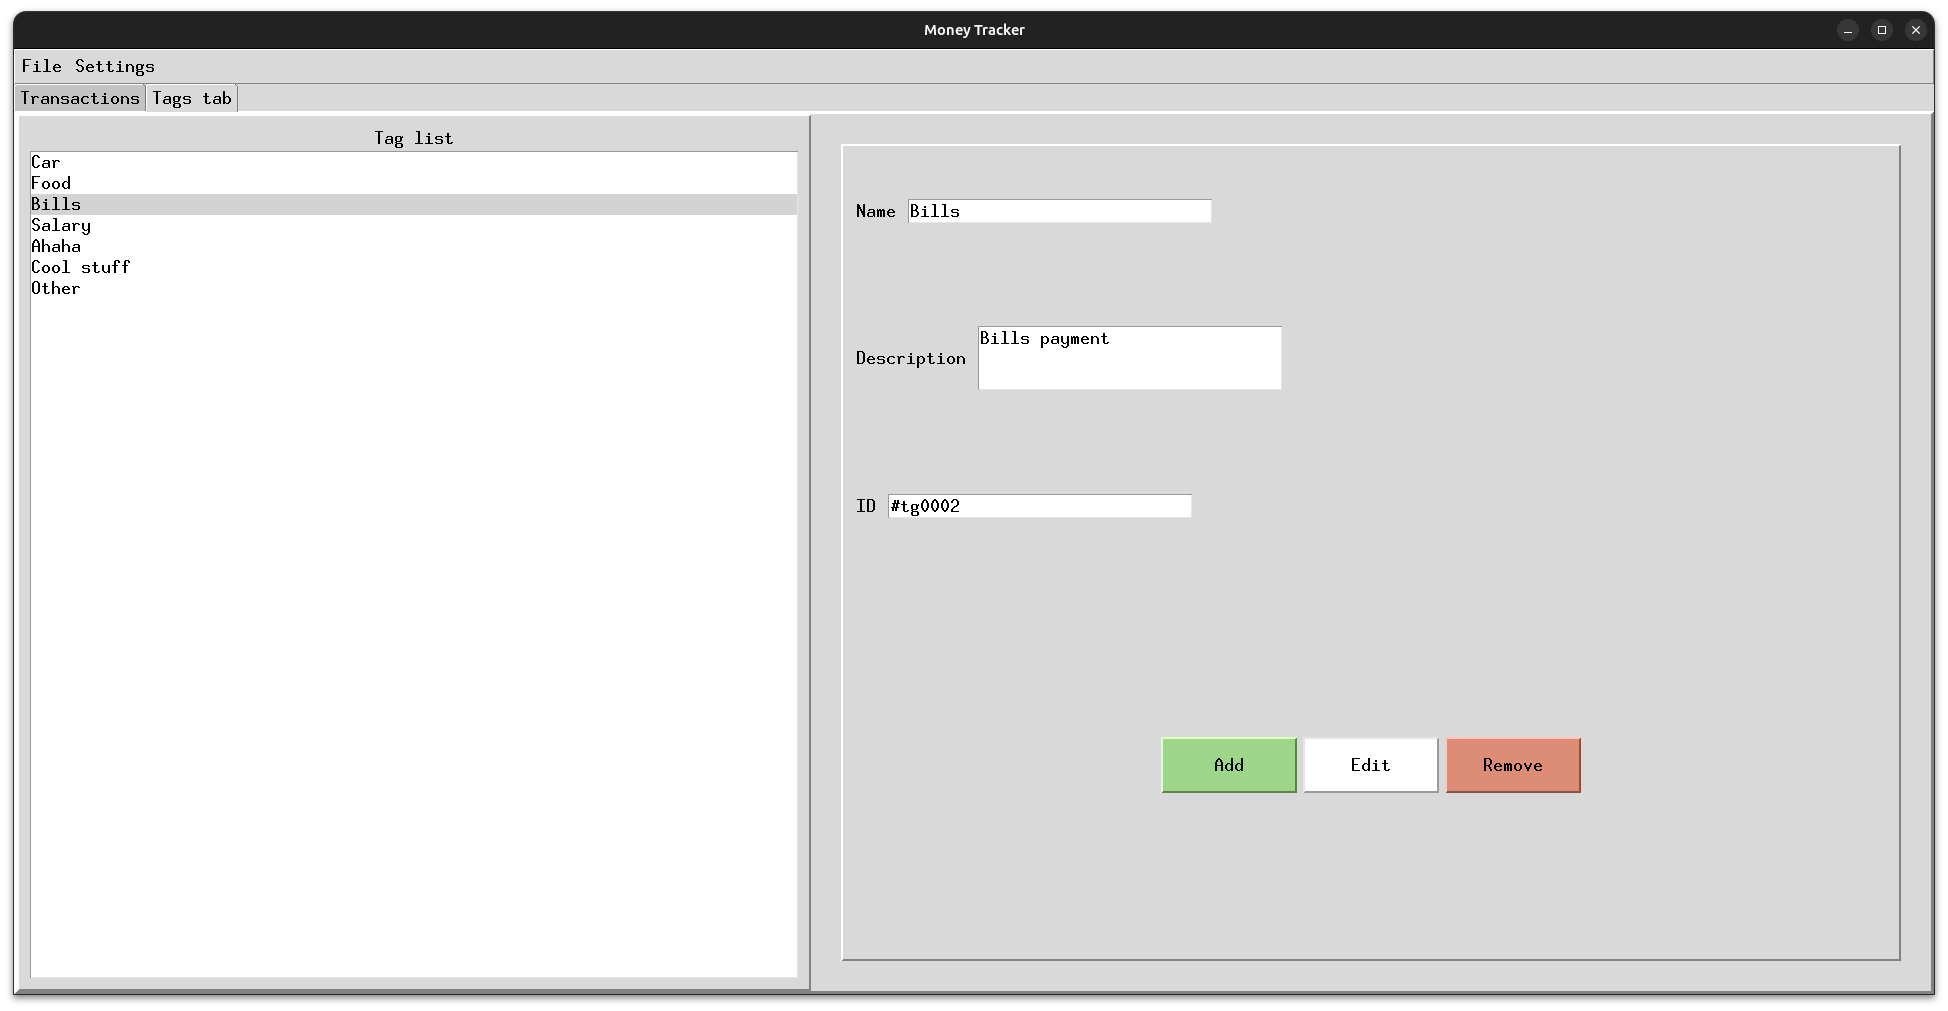 Money Tracker
File Settings
Transactions Tags tab
Tag list
Car
Food
Bills
Salary
Ahaha
Cool stuff
Other
Name Bills
Description Bills payment
ID #tg0002
Add Edit Remove